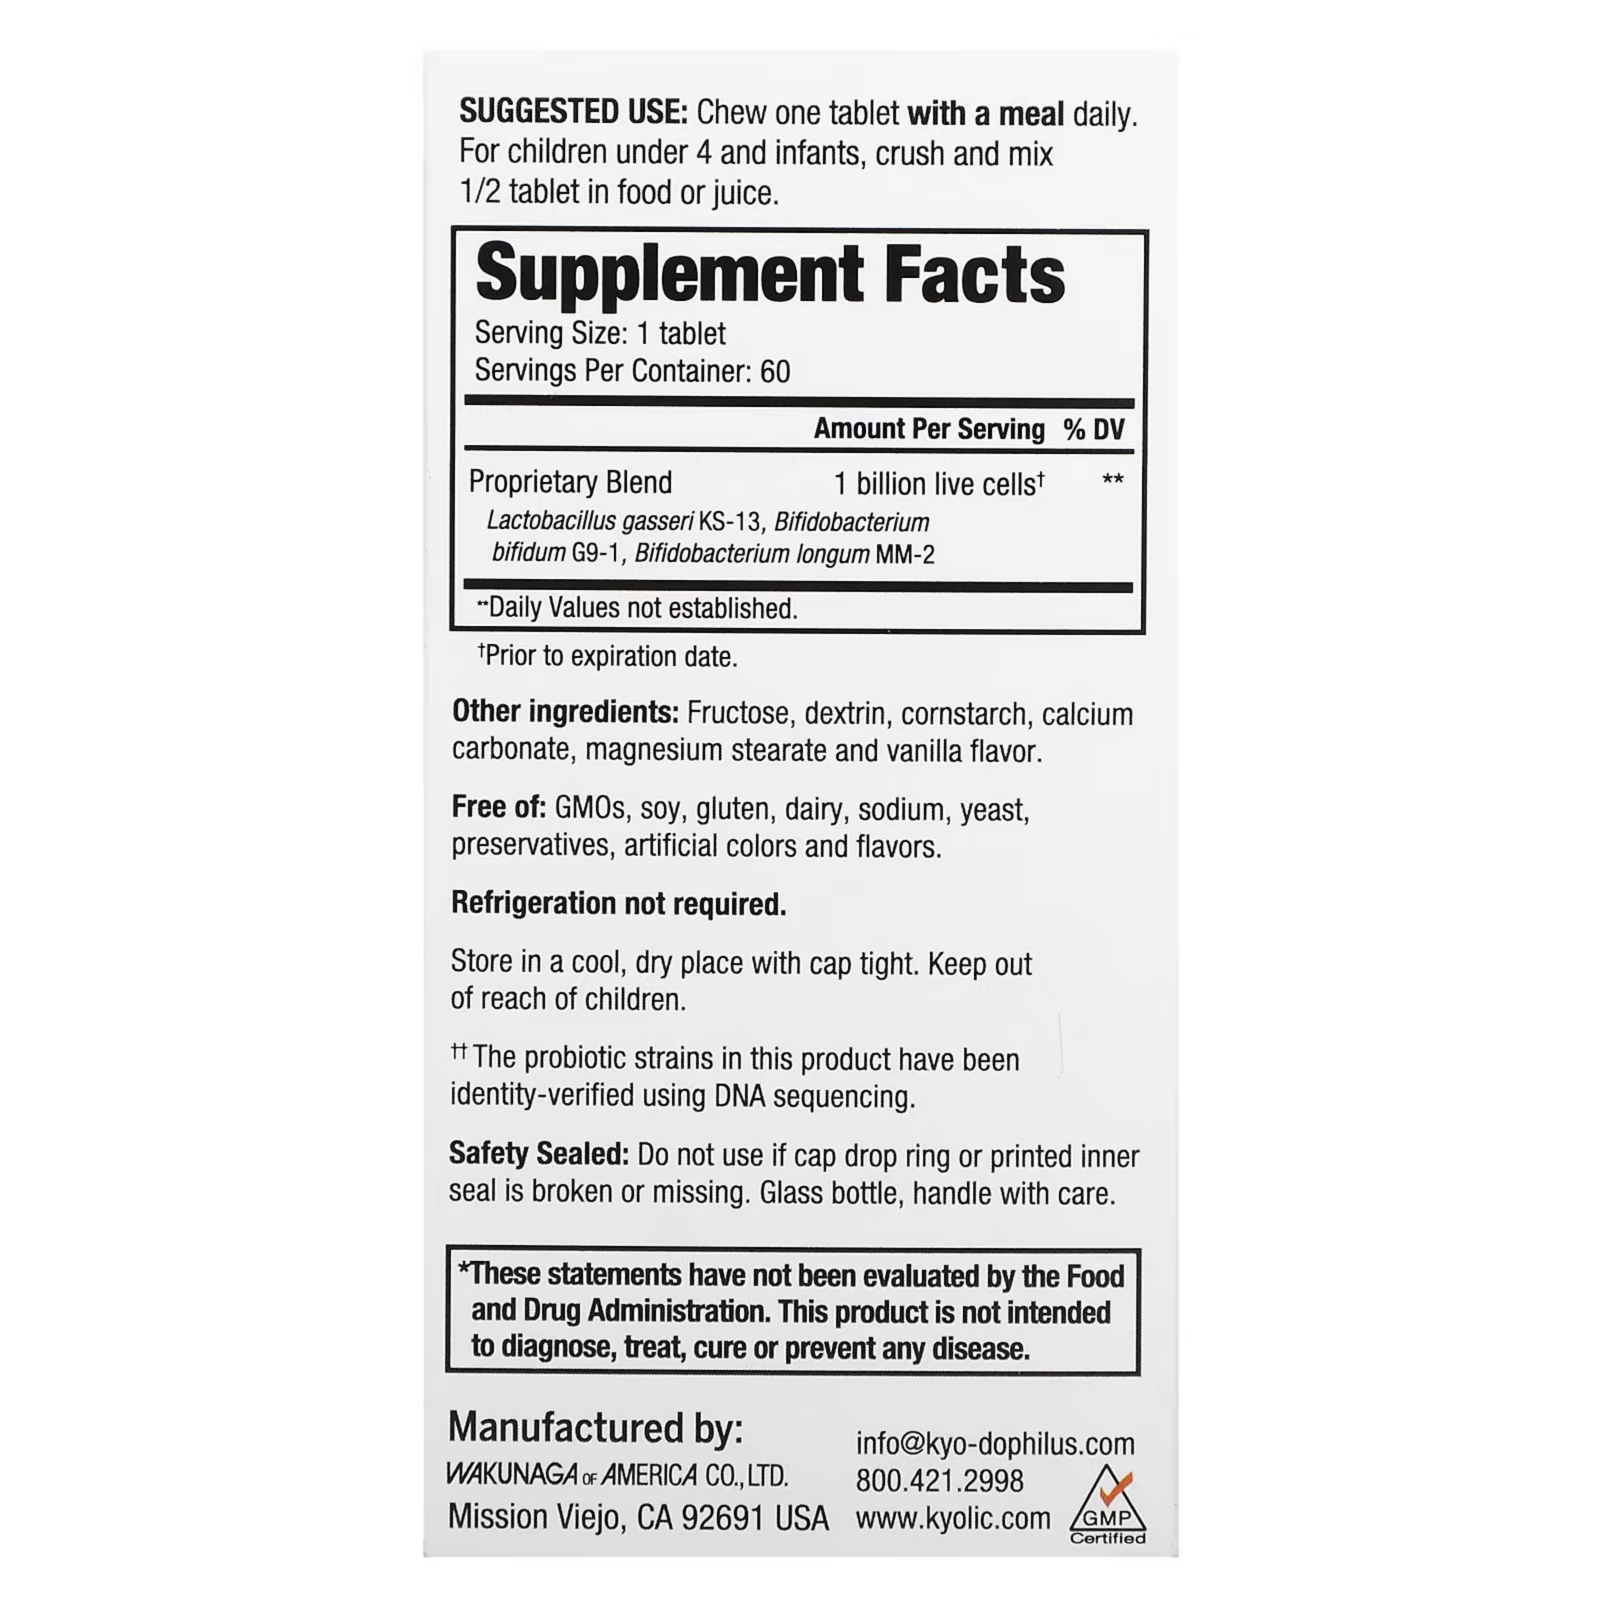 SUGGESTED USE: Chew one tablet with a meal daily.
For children under 4 and infants, crush and mix
1/2 tablet in food or juice.
Supplement Facts
Serving Size: 1 tablet
Servings Per Container: 60
Amount Per Serving % DV
Proprietary Blend 1 billion live cells† **
Lactobacillus gasseri KS-13, Bifidobacterium
bifidum G9-1, Bifidobacterium longum MM-2
**Daily Values not established.
†Prior to expiration date.
Other ingredients: Fructose, dextrin, cornstarch, calcium
carbonate, magnesium stearate and vanilla flavor.
Free of: GMOs, soy, gluten, dairy, sodium, yeast,
preservatives, artificial colors and flavors.
Refrigeration not required.
Store in a cool, dry place with cap tight. Keep out
of reach of children.
†† The probiotic strains in this product have been
identity-verified using DNA sequencing.
Safety Sealed: Do not use if cap drop ring or printed inner
seal is broken or missing. Glass bottle, handle with care.
*These statements have not been evaluated by the Food
and Drug Administration. This product is not intended
to diagnose, treat, cure or prevent any disease.
Manufactured by:
WAKUNAGA OF AMERICA CO., LTD.
Mission Viejo, CA 92691 USA
info@kyo-dophilus.com
800.421.2998
www.kyolic.com
GMP
Certified